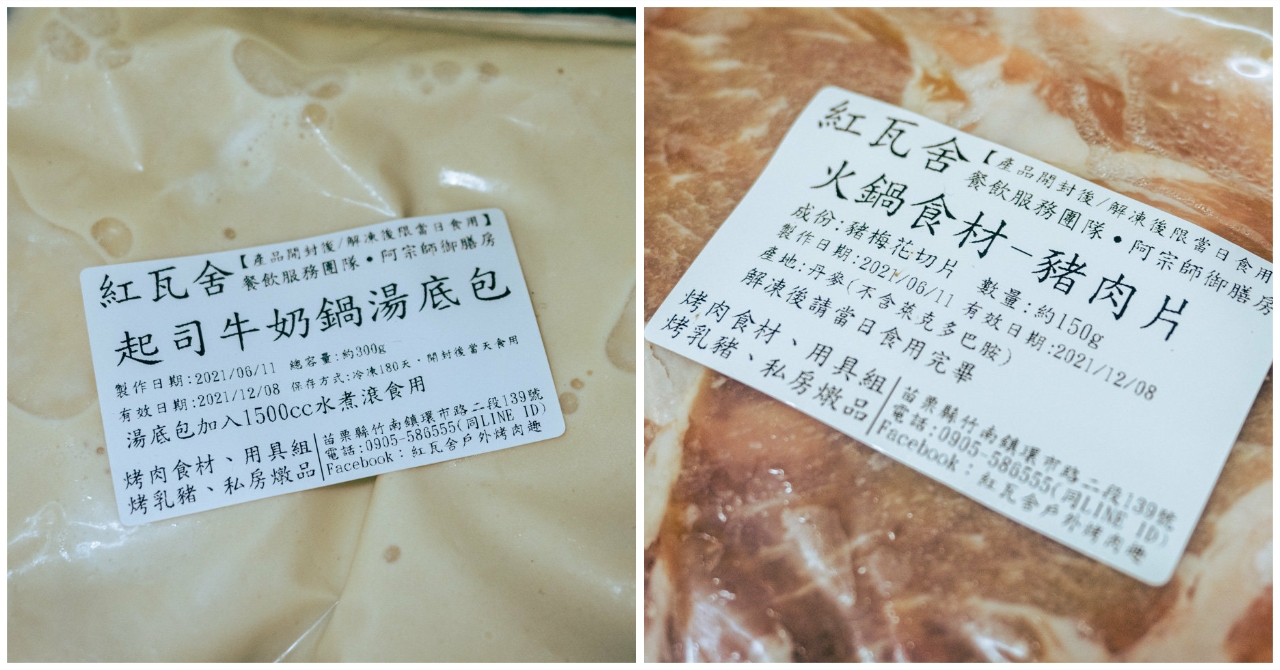 紅瓦舍【產品開封後/解凍後限當日食用】
餐飲服務團隊•阿宗師御膳房
起司牛奶鍋湯底包
製作日期:2021/06/11 總容量:約300g
有效日期:2021/12/08 保存方式:冷凍180天,開封後當天食用
湯底包加入1500cc水煮滾食用
烤肉食材、用具組
烤乳豬、私房燉品
苗栗縣竹南鎮環市路二段139號
電話:0905-586555(同LINE ID)
Facebook:紅瓦舍戶外烤肉趣
紅瓦舍【產品開封後/解凍後限當日食用
餐飲服務團隊•阿宗師御膳房
火鍋食材-豬肉片
成份:豬梅花切片 數量:約150g
製作日期:2021/06/11 有效日期:2021/12/08
產地:丹麥(不含萊克多巴胺)
解凍後請當日食用完畢
烤肉食材、用具組
烤乳豬、私房燉品
苗栗縣竹南鎮環市路二段139號
電話:0905-586555(同LINE ID)
Facebook:紅瓦舍戶外烤肉趣